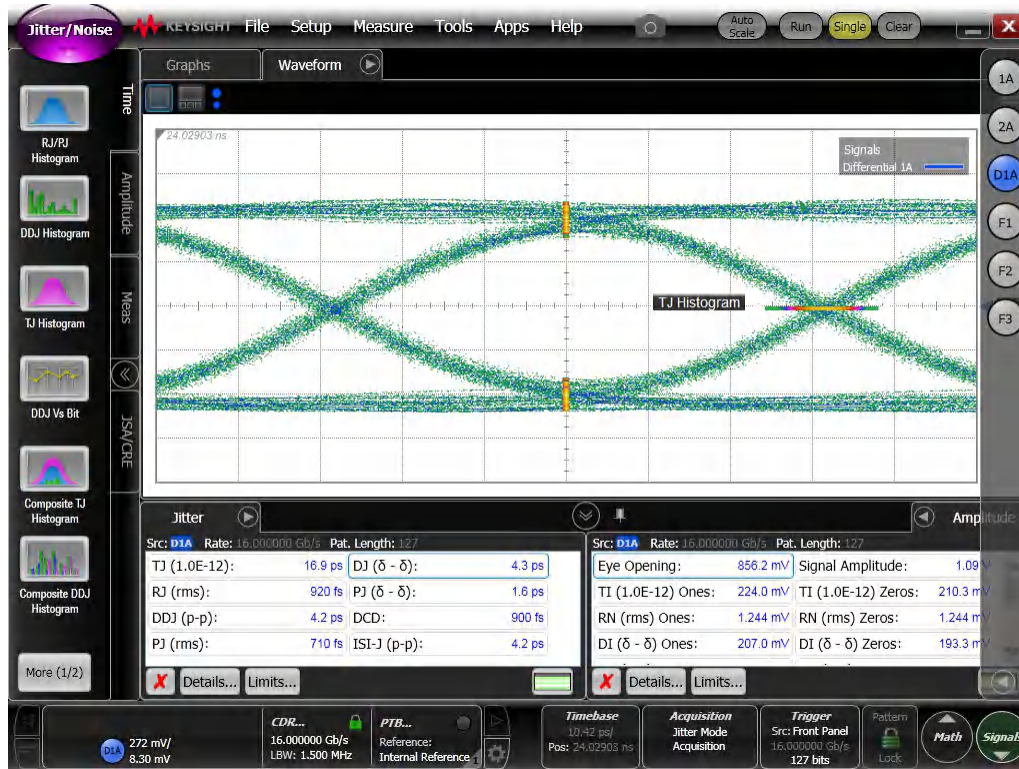 Jitter/Noise
KEYSIGHT File Setup Measure Tools Apps Help
Auto Scale Run Single Clear
Graphs Waveform
Time
Amplitude
Meas
JSA/CRE
RJ/PJ
Histogram
DDJ Histogram
TJ Histogram
DDJ Vs Bit
Composite TJ
Histogram
Composite DDJ
Histogram
More (1/2)
24.02903 ns
Signals
Differential 1A
TJ Histogram
1A
2A
D1A
F1
F2
F3
Jitter
Src: D1A Rate: 16.000000 Gb/s Pat. Length: 127
TJ (1.0E-12): 16.9 ps DJ (δ - δ): 4.3 ps
RJ (rms): 920 fs PJ (δ - δ): 1.6 ps
DDJ (p-p): 4.2 ps DCD: 900 fs
PJ (rms): 710 fs ISI-J (p-p): 4.2 ps
Details... Limits...
Amplitude
Src: D1A Rate: 16.000000 Gb/s Pat. Length: 127
Eye Opening: 856.2 mV Signal Amplitude: 1.09 V
TI (1.0E-12) Ones: 224.0 mV TI (1.0E-12) Zeros: 210.3 mV
RN (rms) Ones: 1.244 mV RN (rms) Zeros: 1.244 mV
DI (δ - δ) Ones: 207.0 mV DI (δ - δ) Zeros: 193.3 mV
Details... Limits...
D1A 272 mV/
8.30 mV
CDR...
16.000000 Gb/s
LBW: 1.500 MHz
PTB...
Reference:
Internal Reference
Timebase
10.42 ps/
Pos: 24.02903 ns
Acquisition
Jitter Mode
Acquisition
Trigger
Src: Front Panel
16.000000 Gb/s
127 bits
Pattern
Lock
Math
Signals